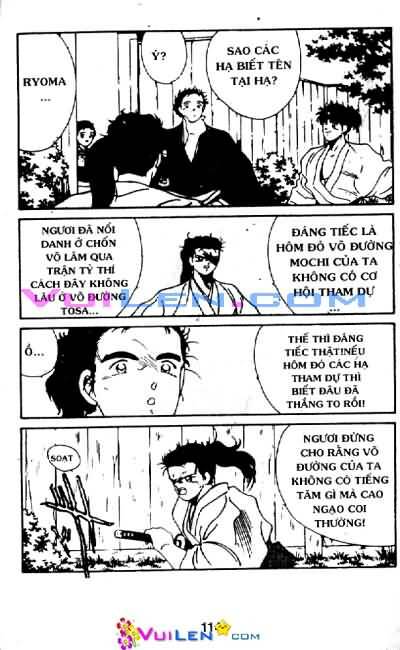 RYOMA
...
Ý?
SAO CÁC
HẠ BIẾT TÊN
TẠI HẠ?
NGƯƠI ĐÃ NỔI
DANH Ở CHỐN
VÕ LÂM QUA
TRẬN TỶ THÍ
CÁCH ĐÂY KHÔNG
LÂU Ở VÕ ĐƯỜNG
TOSA...
ĐÁNG TIẾC LÀ
HÔM ĐÓ VÕ ĐƯỜNG
MOCHI CỦA TA
KHÔNG CÓ CƠ
HỘI THAM DỰ
...
VUILEN.COM
Ồ...
THẾ THÌ ĐÁNG
TIẾC THẬT!NẾU
HÔM ĐÓ CÁC HẠ
THAM DỰ THÌ
BIẾT ĐÂU ĐÃ
THẮNG TO RỒI!
SOẠT
NGƯƠI ĐỪNG
CHO RẰNG VÕ
ĐƯỜNG CỦA TA
KHÔNG CÓ TIẾNG
TĂM GÌ MÀ CAO
NGẠO COI
THƯỜNG!
11
VUILEN.COM